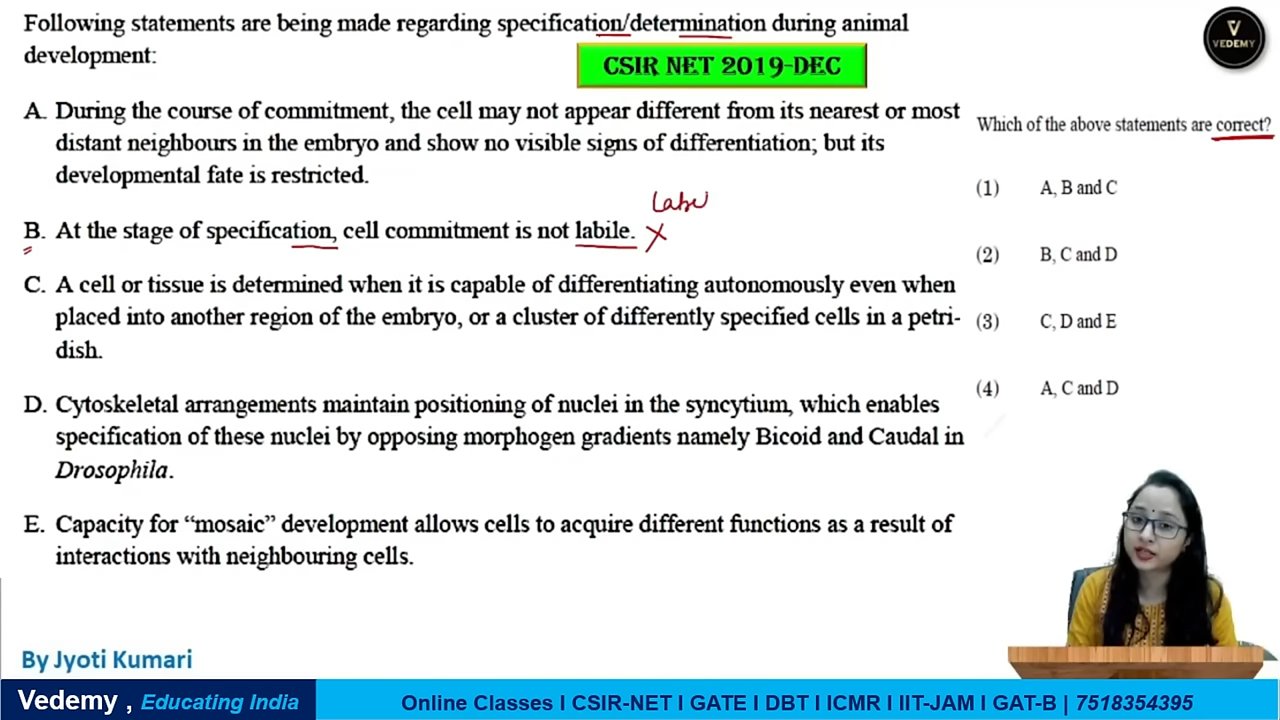 Following statements are being made regarding specification/determination during animal
development:
CSIR NET 2019-DEC
V
VEDEMY
A. During the course of commitment, the cell may not appear different from its nearest or most
distant neighbours in the embryo and show no visible signs of differentiation; but its
developmental fate is restricted.
B. At the stage of specification, cell commitment is not labile. X
C. A cell or tissue is determined when it is capable of differentiating autonomously even when
placed into another region of the embryo, or a cluster of differently specified cells in a petri-
dish.
D. Cytoskeletal arrangements maintain positioning of nuclei in the syncytium, which enables
specification of these nuclei by opposing morphogen gradients namely Bicoid and Caudal in
Drosophila.
E. Capacity for “mosaic” development allows cells to acquire different functions as a result of
interactions with neighbouring cells.
Which of the above statements are correct?
(1) A, B and C
(2) B, C and D
(3) C, D and E
(4) A, C and D
By Jyoti Kumari
Vedemy , Educating India
Online Classes I CSIR-NET I GATE I DBT I ICMR I IIT-JAM I GAT-B | 7518354395